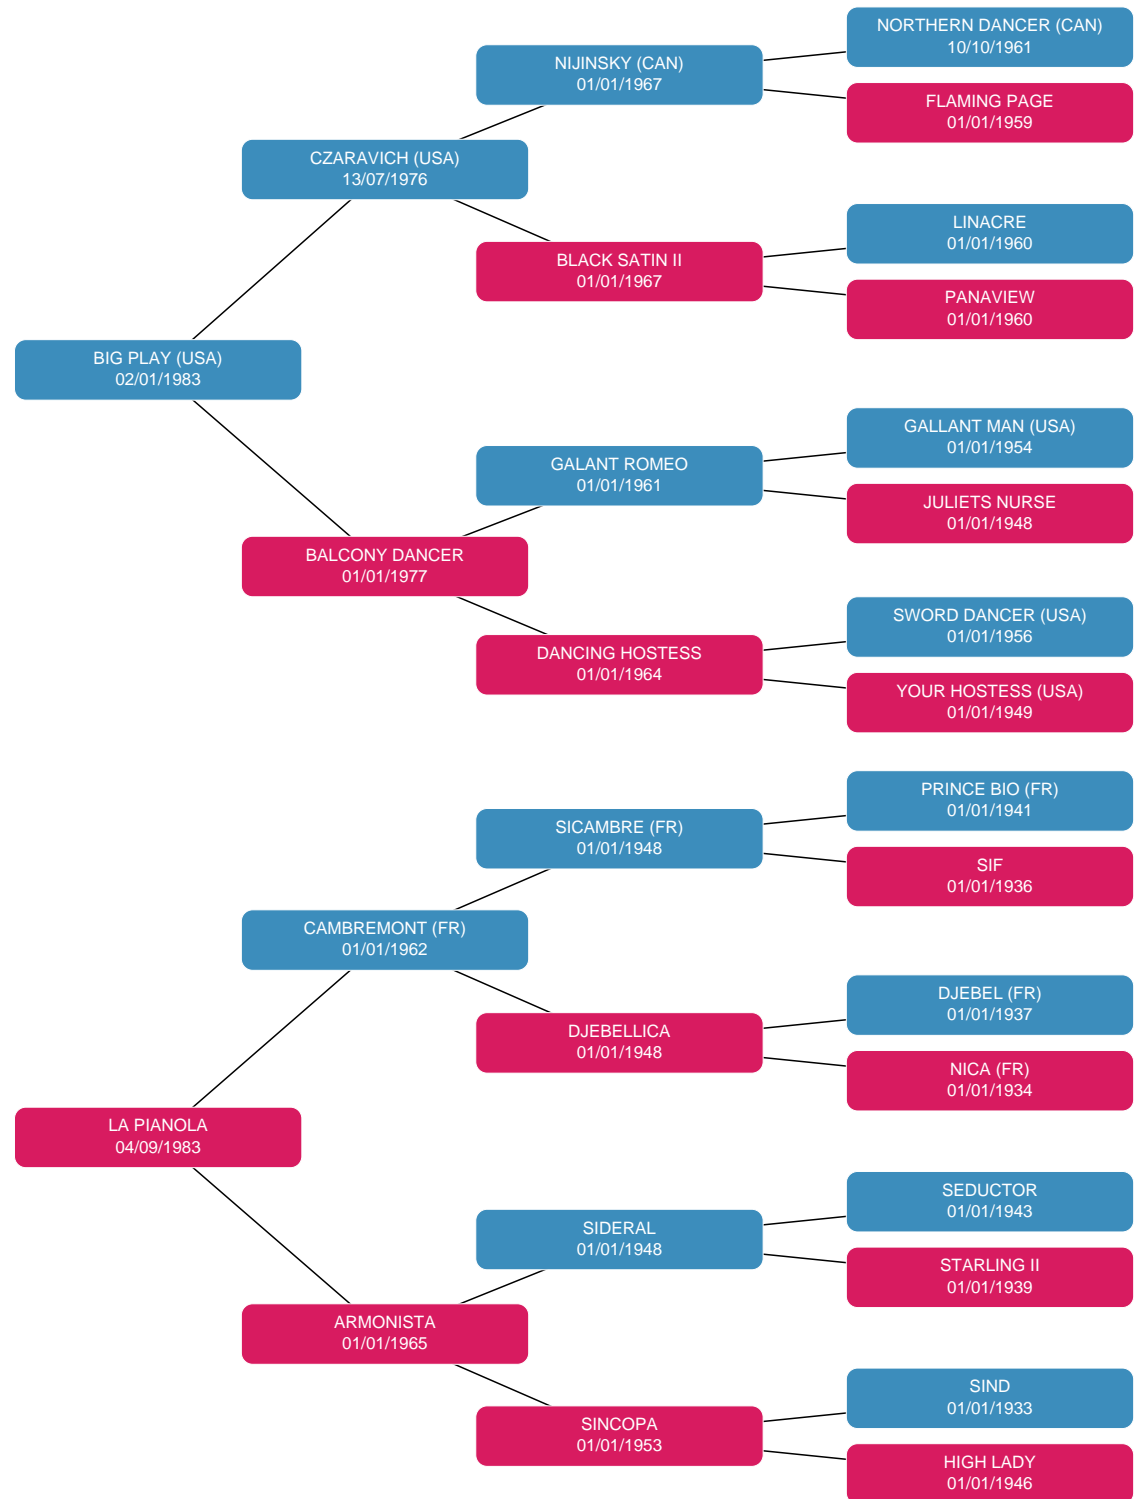 NORTHERN DANCER (CAN)
10/10/1961
NIJINSKY (CAN)
01/01/1967
FLAMING PAGE
01/01/1959
CZARAVICH (USA)
13/07/1976
LINACRE
01/01/1960
BLACK SATIN II
01/01/1967
PANAVIEW
01/01/1960
BIG PLAY (USA)
02/01/1983
GALLANT MAN (USA)
01/01/1954
GALANT ROMEO
01/01/1961
JULIETS NURSE
01/01/1948
BALCONY DANCER
01/01/1977
SWORD DANCER (USA)
01/01/1956
DANCING HOSTESS
01/01/1964
YOUR HOSTESS (USA)
01/01/1949
PRINCE BIO (FR)
01/01/1941
SICAMBRE (FR)
01/01/1948
SIF
01/01/1936
CAMBREMONT (FR)
01/01/1962
DJEBEL (FR)
01/01/1937
DJEBELLICA
01/01/1948
NICA (FR)
01/01/1934
LA PIANOLA
04/09/1983
SEDUCTOR
01/01/1943
SIDERAL
01/01/1948
STARLING II
01/01/1939
ARMONISTA
01/01/1965
SIND
01/01/1933
SINCOPA
01/01/1953
HIGH LADY
01/01/1946